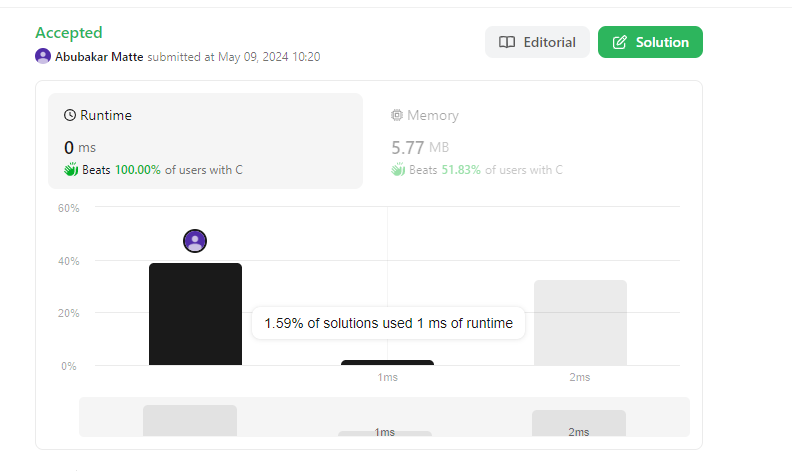 Accepted
Abubakar Matte submitted at May 09, 2024 10:20
Editorial
Solution
Runtime
0 ms
Beats 100.00% of users with C
Memory
5.77 MB
Beats 51.83% of users with C
60%
40%
20%
0%
1.59% of solutions used 1 ms of runtime
1ms
2ms
1ms
2ms